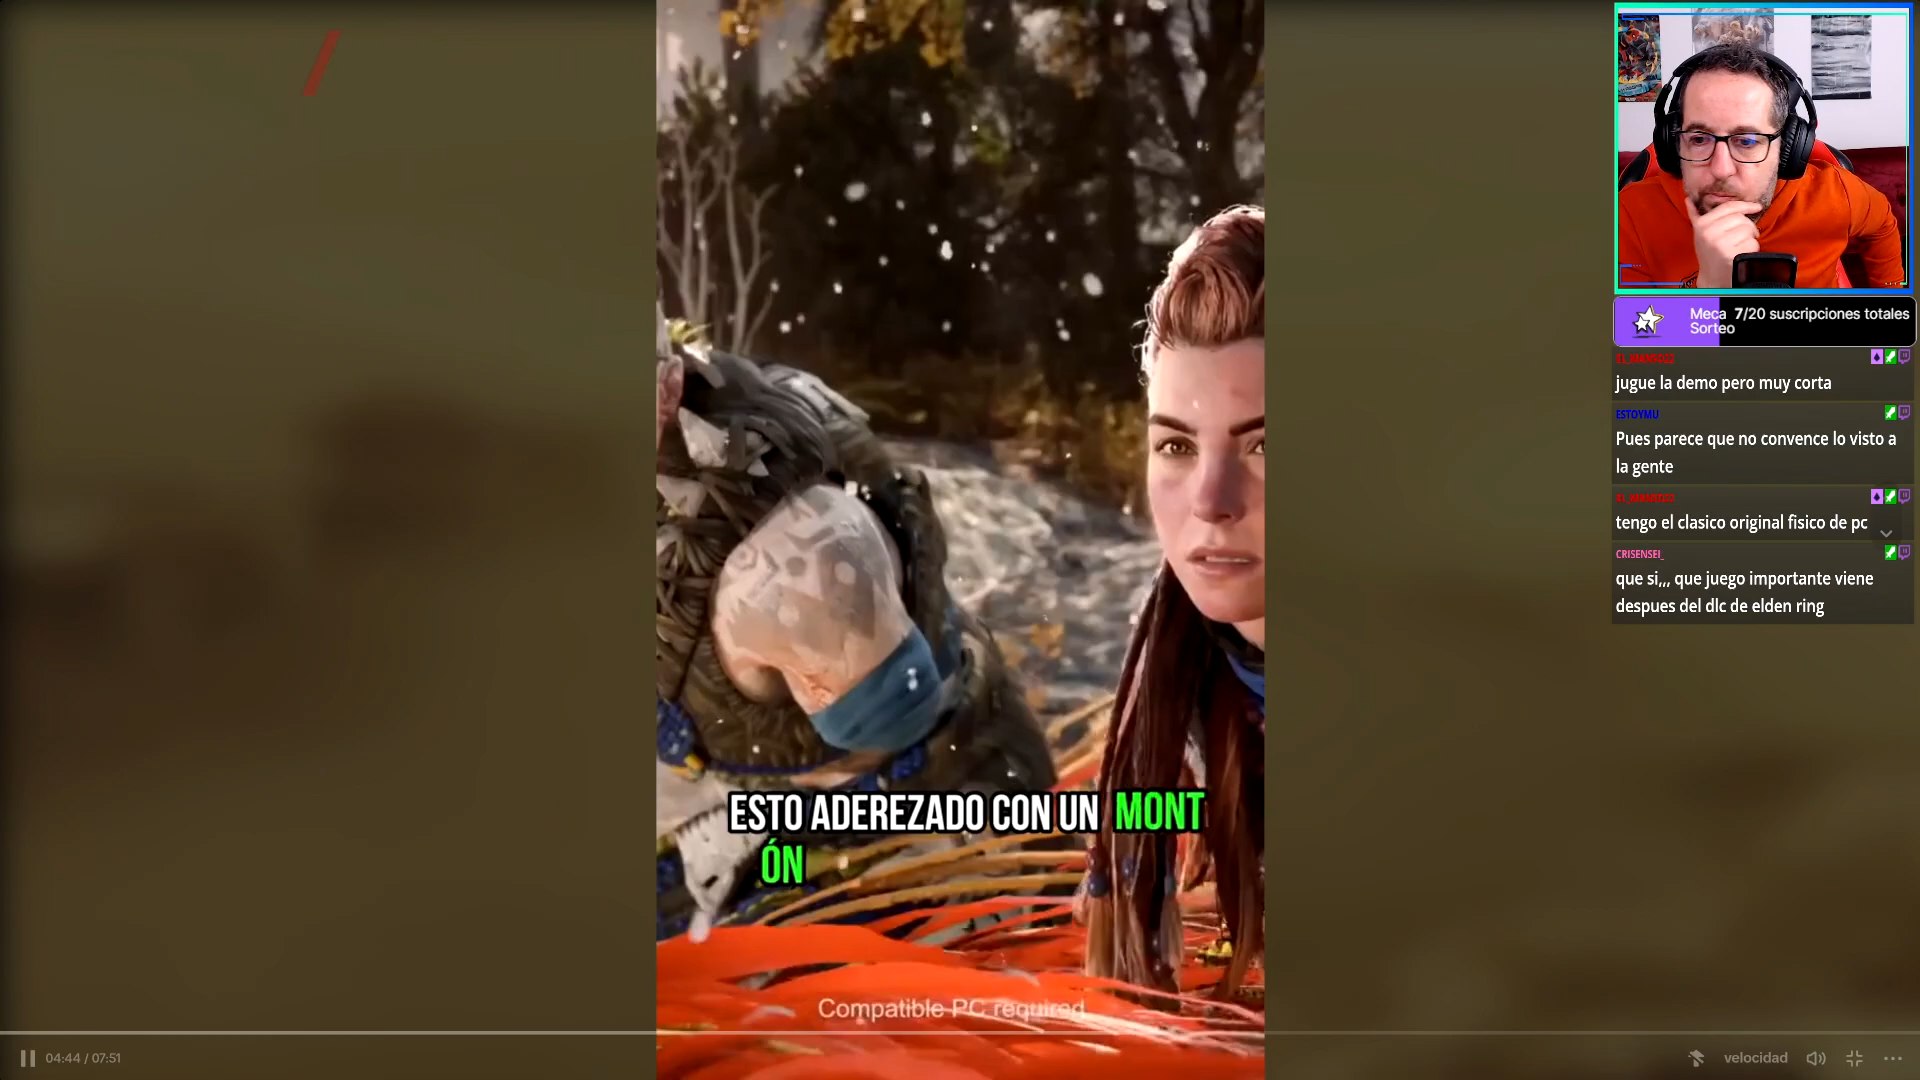 Meca 7/20 suscripciones totales
Sorteo
jugue la demo pero muy corta
ESTOYMU
Pues parece que no convence lo visto a
la gente
tengo el clasico original fisico de pc
CRISENSEI_
que si,,, que juego importante viene
despues del dlc de elden ring
ESTO ADEREZADO CON UN MONT
ÓN
Compatible PC required
04:44 / 07:51
velocidad